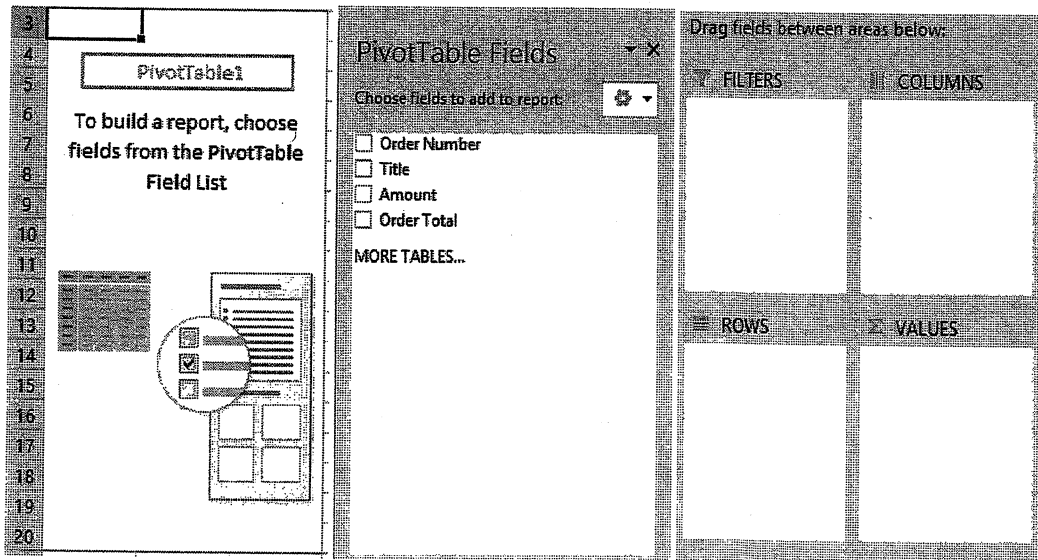 3
4
5
6
7
8
9
10
11
12
13
14
15
16
17
18
19
20
PivotTable1
To build a report, choose
fields from the PivotTable
Field List
PivotTable Fields
Choose fields to add to report:
Order Number
Title
Amount
Order Total
MORE TABLES...
Drag fields between areas below:
FILTERS
COLUMNS
ROWS
Σ VALUES